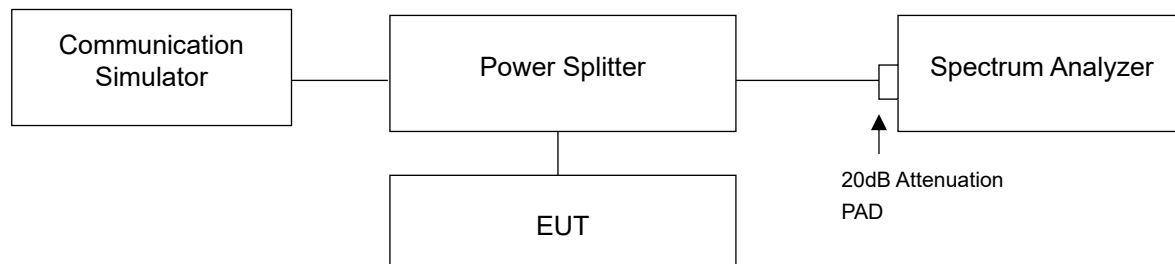 Communication
Simulator
Power Splitter
Spectrum Analyzer
20dB Attenuation
PAD
EUT